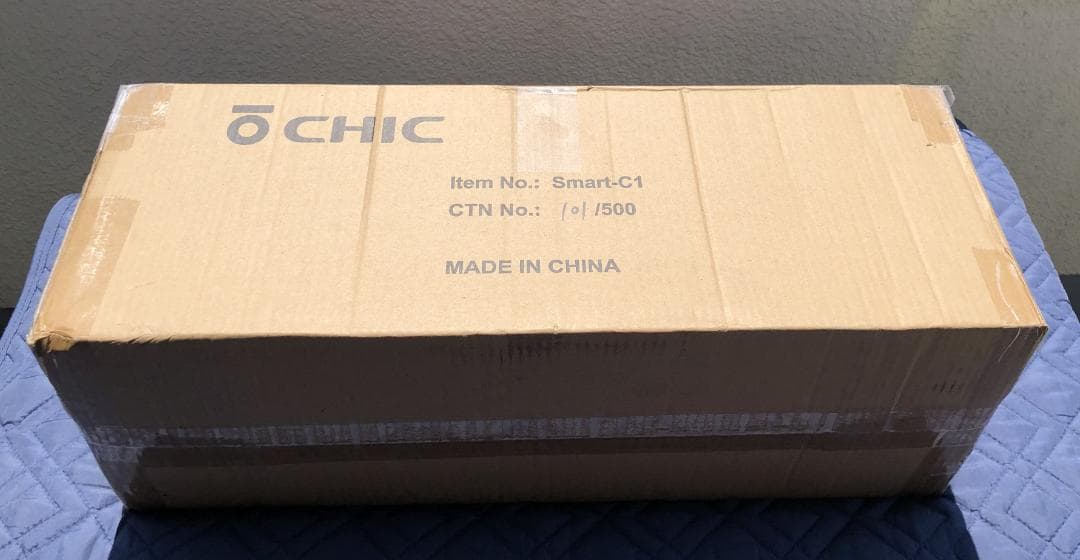 CHIC
Item No.: Smart-C1
CTN No.: 101/500
MADE IN CHINA